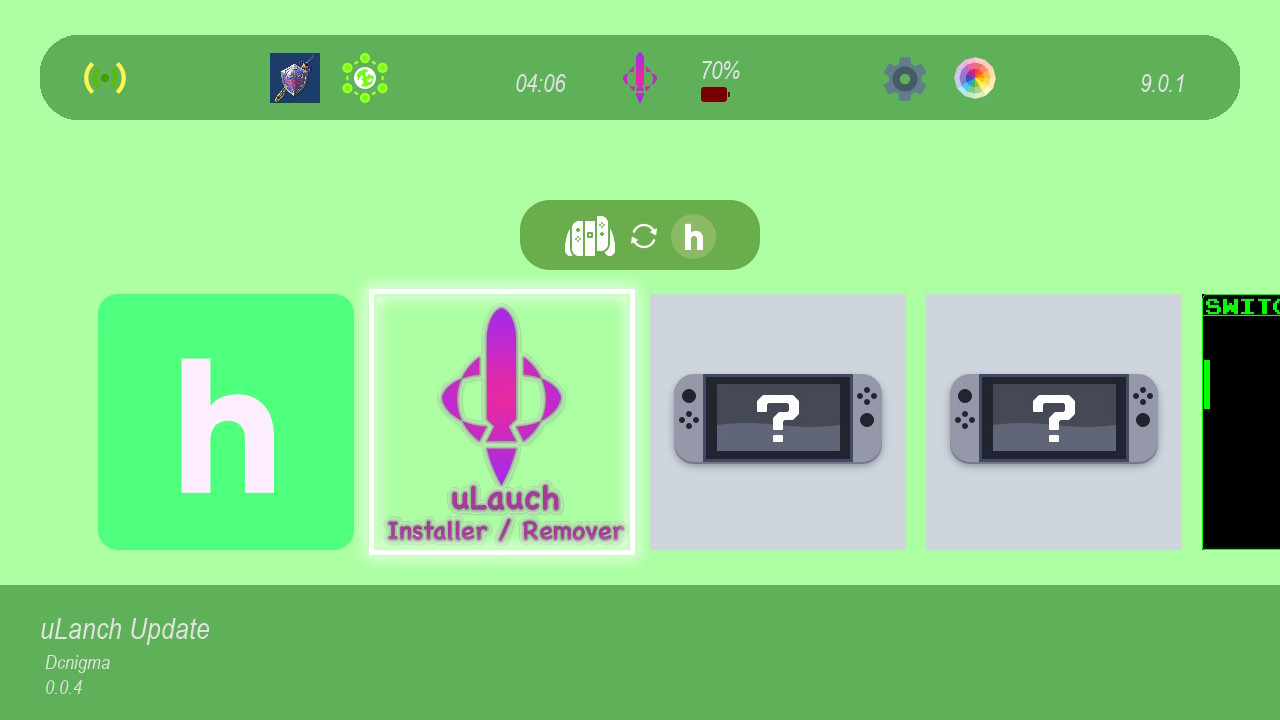 04:06
70%
9.0.1
h
h
uLauch
Installer / Remover
?
?
SWITC
uLanch Update
Dcnigma
0.0.4